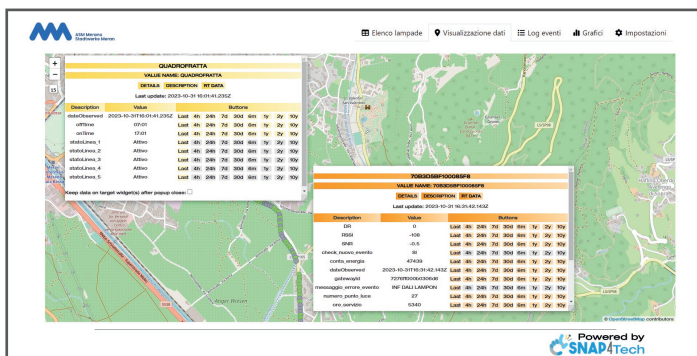 ASM Merano
Stadtwerke Meran
Elenco lampade
Visualizzazione dati
Log eventi
Grafici
Impostazioni
+
−
15
QUADROFRATTA
VALUE NAME: QUADROFRATTA
DETAILS DESCRIPTION RT DATA
Last update: 2023-10-31 16:01:41.235Z
Description Value Buttons
dateObserved 2023-10-31T16:01:41.235Z Last 4h 24h 7d 30d 6m 1y 2y 10y
offTime 07:01 Last 4h 24h 7d 30d 6m 1y 2y 10y
onTime 17:01 Last 4h 24h 7d 30d 6m 1y 2y 10y
statoLinea_1 Attivo Last 4h 24h 7d 30d 6m 1y 2y 10y
statoLinea_2 Attivo Last 4h 24h 7d 30d 6m 1y 2y 10y
statoLinea_3 Attivo Last 4h 24h 7d 30d 6m 1y 2y 10y
statoLinea_4 Attivo Last 4h 24h 7d 30d 6m 1y 2y 10y
statoLinea_5 Attivo Last 4h 24h 7d 30d 6m 1y 2y 10y
Keep data on target widget(s) after popup close:
70B3D5BF100085F8
VALUE NAME: 70B3D5BF100085F8
DETAILS DESCRIPTION RT DATA
Last update: 2023-10-31 16:31:42.143Z
Description Value Buttons
DR 0 Last 4h 24h 7d 30d 6m 1y 2y 10y
RSSI -108 Last 4h 24h 7d 30d 6m 1y 2y 10y
SNR -0.5 Last 4h 24h 7d 30d 6m 1y 2y 10y
check_nuovo_evento SI Last 4h 24h 7d 30d 6m 1y 2y 10y
conta_energia 47439 Last 4h 24h 7d 30d 6m 1y 2y 10y
dateObserved 2023-10-31T16:31:42.143Z Last 4h 24h 7d 30d 6m 1y 2y 10y
gatewayId Last 4h 24h 7d 30d 6m 1y 2y 10y
messaggio_errore_evento INF DALI LAMPON Last 4h 24h 7d 30d 6m 1y 2y 10y
numero_punto_luce 27 Last 4h 24h 7d 30d 6m 1y 2y 10y
ore_servizio 5340 Last 4h 24h 7d 30d 6m 1y 2y 10y
© OpenStreetMap contributors
Powered by
SNAP4Tech